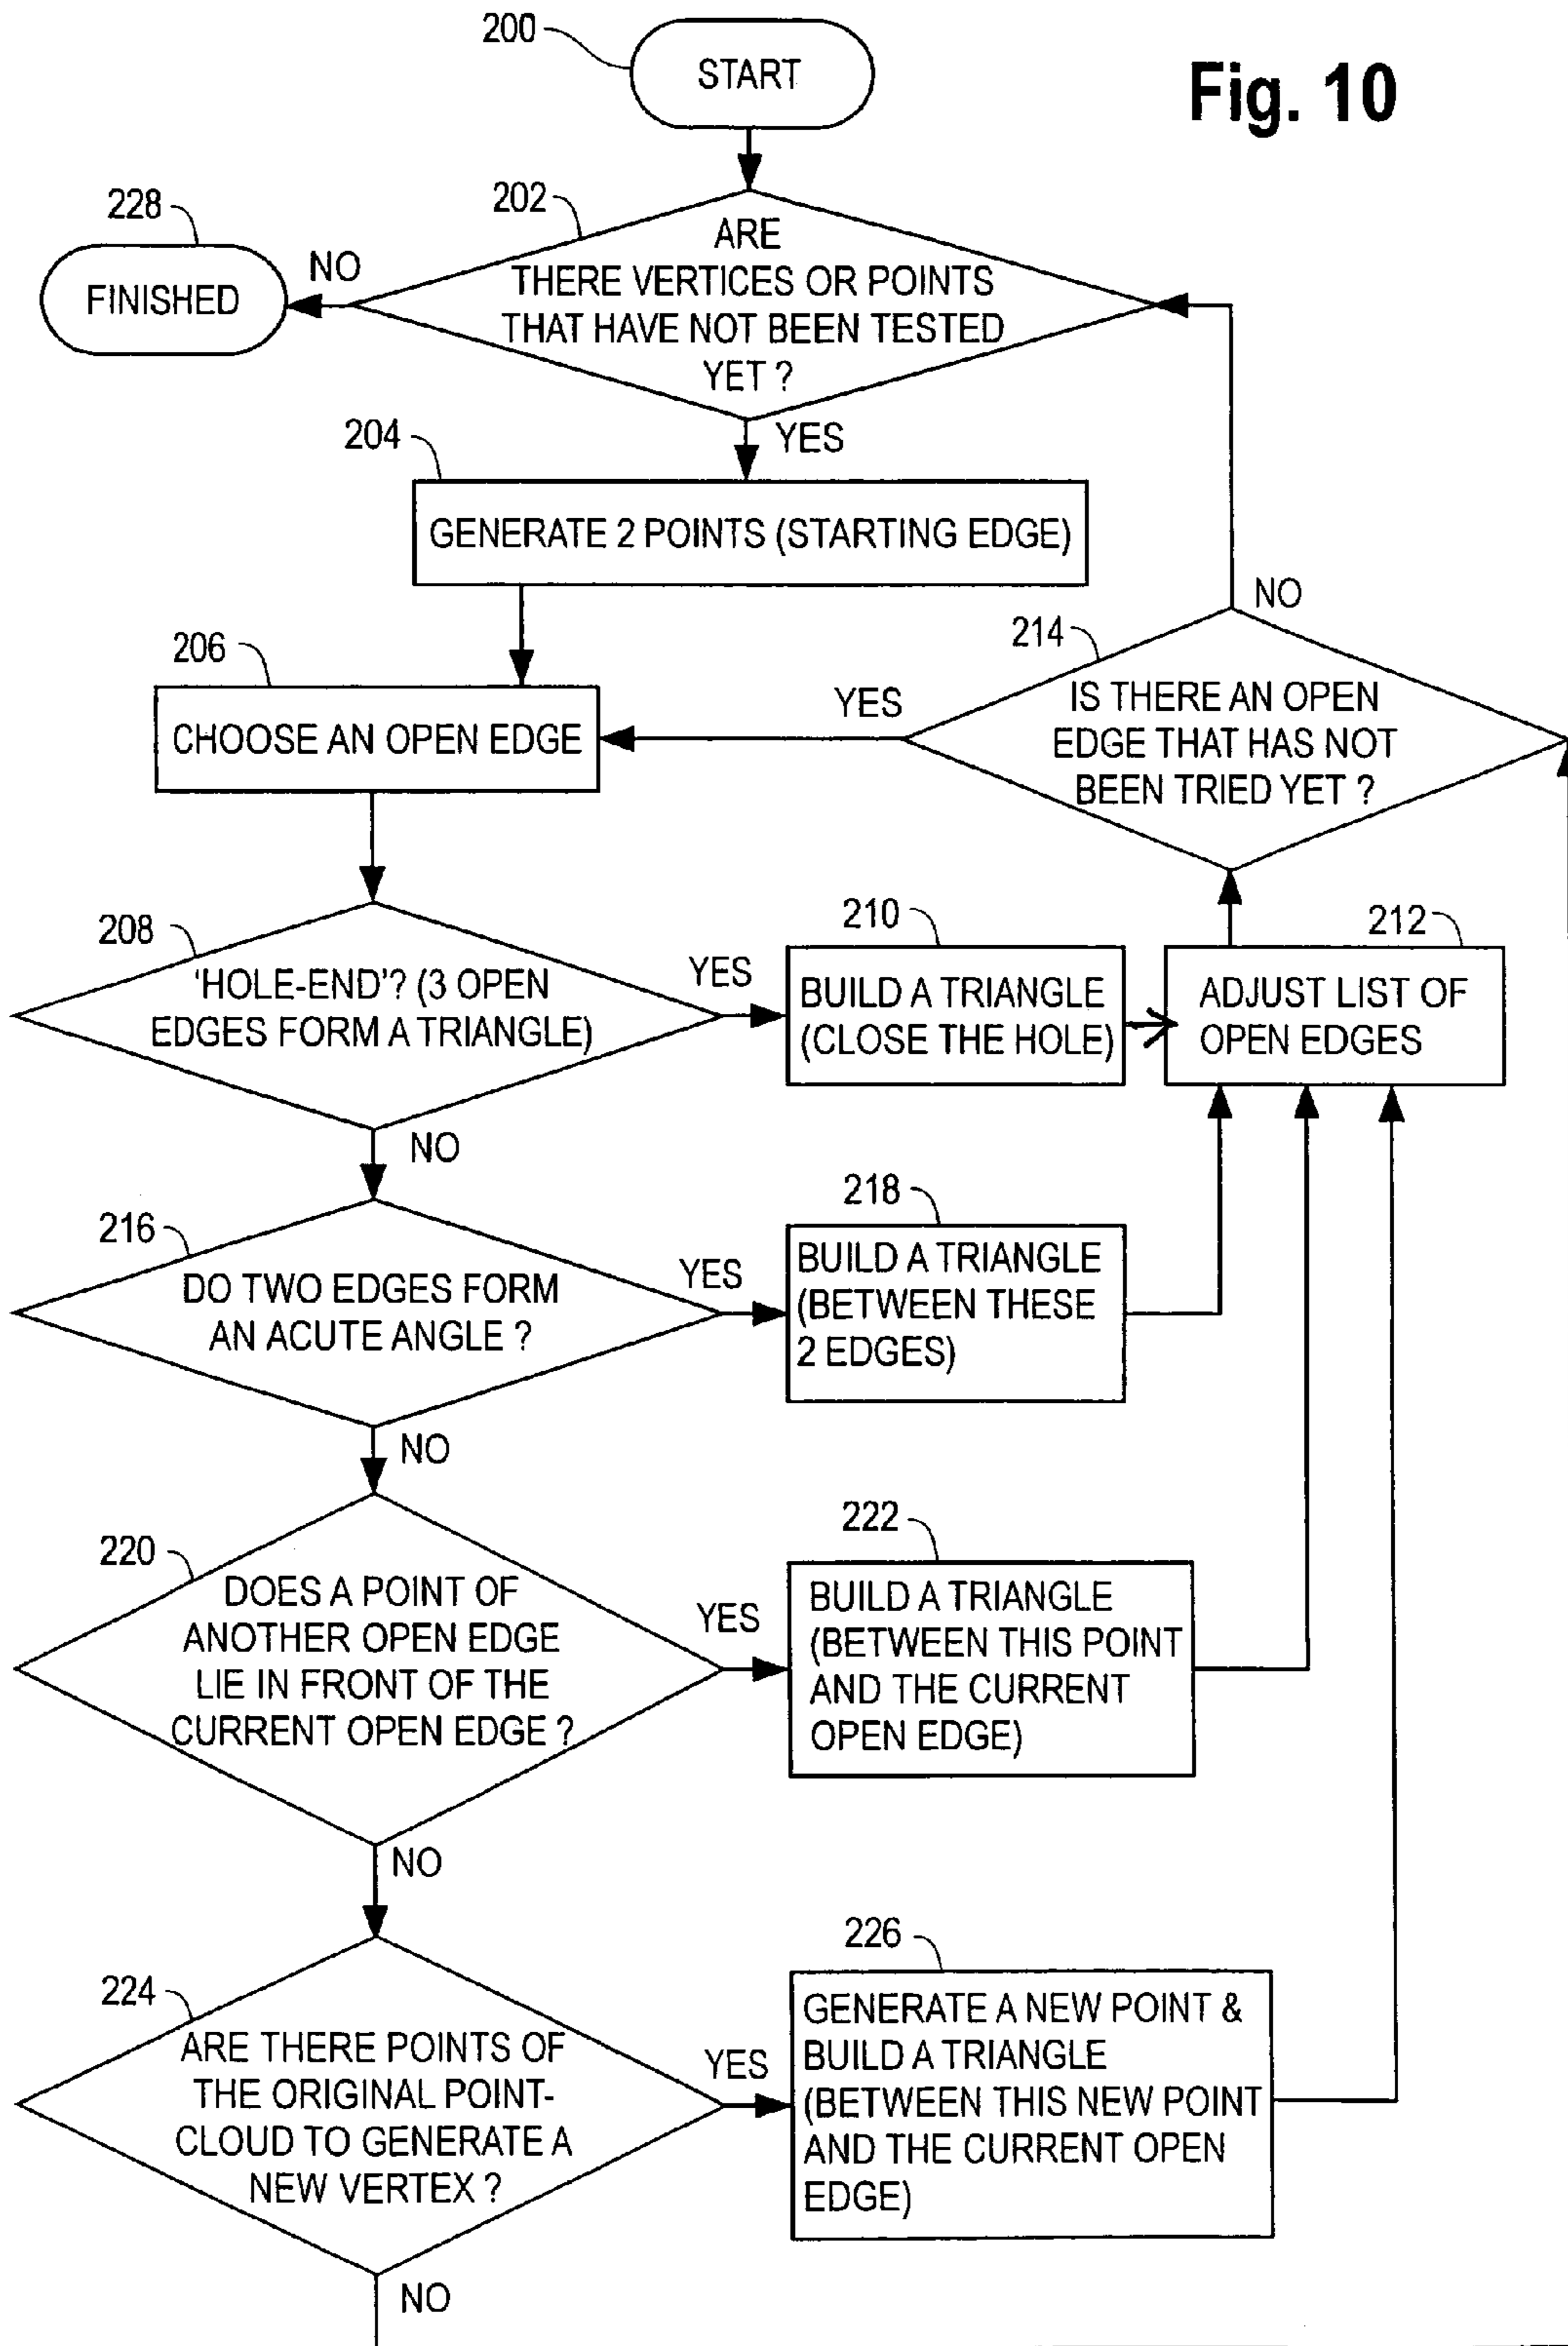 Fig. 10
200
START
228
FINISHED
NO
202
ARE
THERE VERTICES OR POINTS
THAT HAVE NOT BEEN TESTED
YET ?
YES
204
GENERATE 2 POINTS (STARTING EDGE)
206
CHOOSE AN OPEN EDGE
YES
214
NO
IS THERE AN OPEN
EDGE THAT HAS NOT
BEEN TRIED YET ?
208
'HOLE-END'? (3 OPEN
EDGES FORM A TRIANGLE)
YES
210
BUILD A TRIANGLE
(CLOSE THE HOLE)
212
ADJUST LIST OF
OPEN EDGES
NO
216
DO TWO EDGES FORM
AN ACUTE ANGLE ?
YES
218
BUILD A TRIANGLE
(BETWEEN THESE
2 EDGES)
NO
220
DOES A POINT OF
ANOTHER OPEN EDGE
LIE IN FRONT OF THE
CURRENT OPEN EDGE ?
YES
222
BUILD A TRIANGLE
(BETWEEN THIS POINT
AND THE CURRENT
OPEN EDGE)
NO
224
ARE THERE POINTS OF
THE ORIGINAL POINT-
CLOUD TO GENERATE A
NEW VERTEX ?
YES
226
GENERATE A NEW POINT &
BUILD A TRIANGLE
(BETWEEN THIS NEW POINT
AND THE CURRENT OPEN
EDGE)
NO